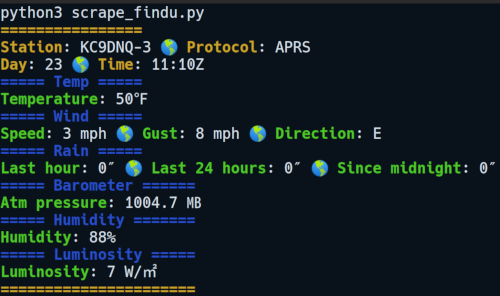 python3 scrape_findu.py
================
Station: KC9DNQ-3 🌎 Protocol: APRS
Day: 23 🌎 Time: 11:10Z
===== Temp =====
Temperature: 50°F
===== Wind =====
Speed: 3 mph 🌎 Gust: 8 mph 🌎 Direction: E
===== Rain =====
Last hour: 0″ 🌎 Last 24 hours: 0″ 🌎 Since midnight: 0″
===== Barometer ======
Atm pressure: 1004.7 MB
===== Humidity =======
Humidity: 88%
===== Luminosity =====
Luminosity: 7 W/㎡
======================